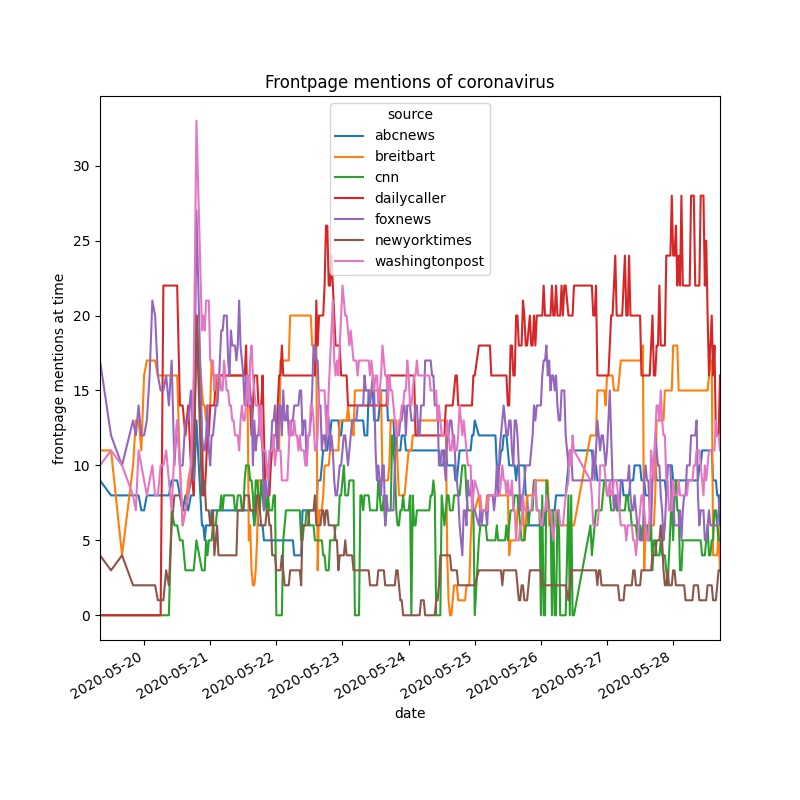 Frontpage mentions of coronavirus
source
abcnews
breitbart
cnn
dailycaller
foxnews
newyorktimes
washingtonpost
frontpage mentions at time
30
25
20
15
10
5
0
2020-05-20
2020-05-21
2020-05-22
2020-05-23
2020-05-24
2020-05-25
2020-05-26
2020-05-27
2020-05-28
date